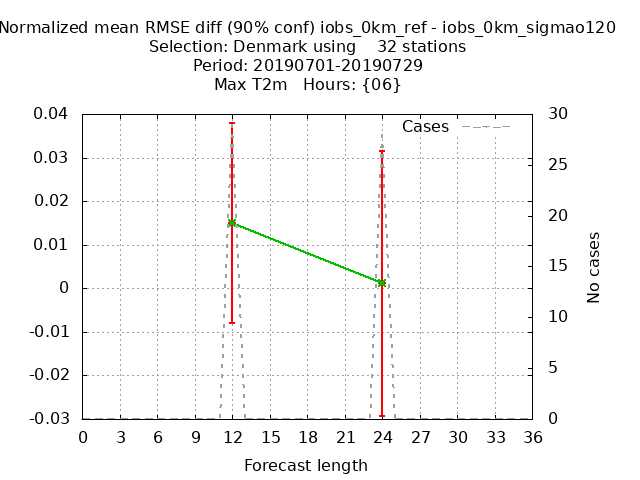 Normalized mean RMSE diff (90% conf) iobs_0km_ref - iobs_0km_sigmao120
Selection: Denmark using    32 stations
Period: 20190701-20190729
Max T2m   Hours: {06}
Cases
0.04
0.03
0.02
0.01
0
-0.01
-0.02
-0.03
30
25
20
15
10
5
0
No cases
0 3 6 9 12 15 18 21 24 27 30 33 36
Forecast length